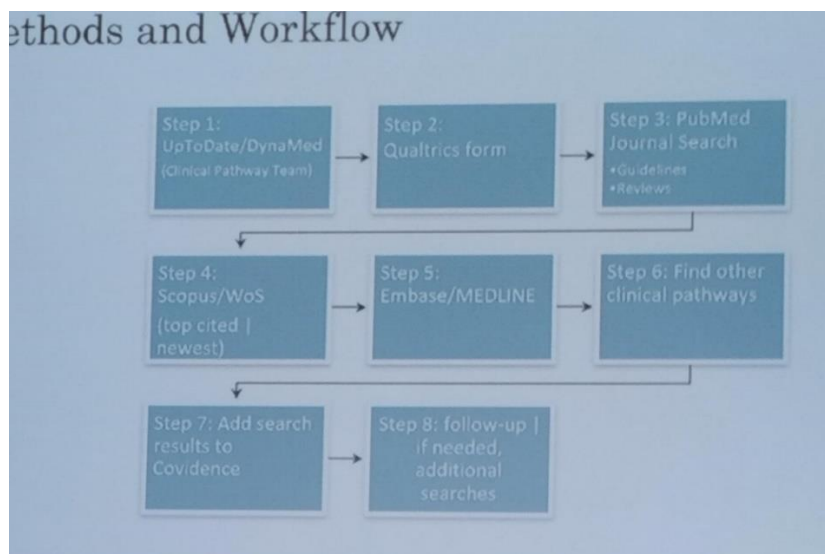 ethods and Workflow
Step 1:
UpToDate/DynaMed
(Clinical Pathway Team)
Step 2:
Qualtrics form
Step 3: PubMed
Journal Search
•Guidelines
•Reviews
Step 4:
Scopus/WoS
(top cited |
newest)
Step 5:
Embase/MEDLINE
Step 6: Find other
clinical pathways
Step 7: Add search
results to
Covidence
Step 8: follow-up |
if needed,
additional
searches